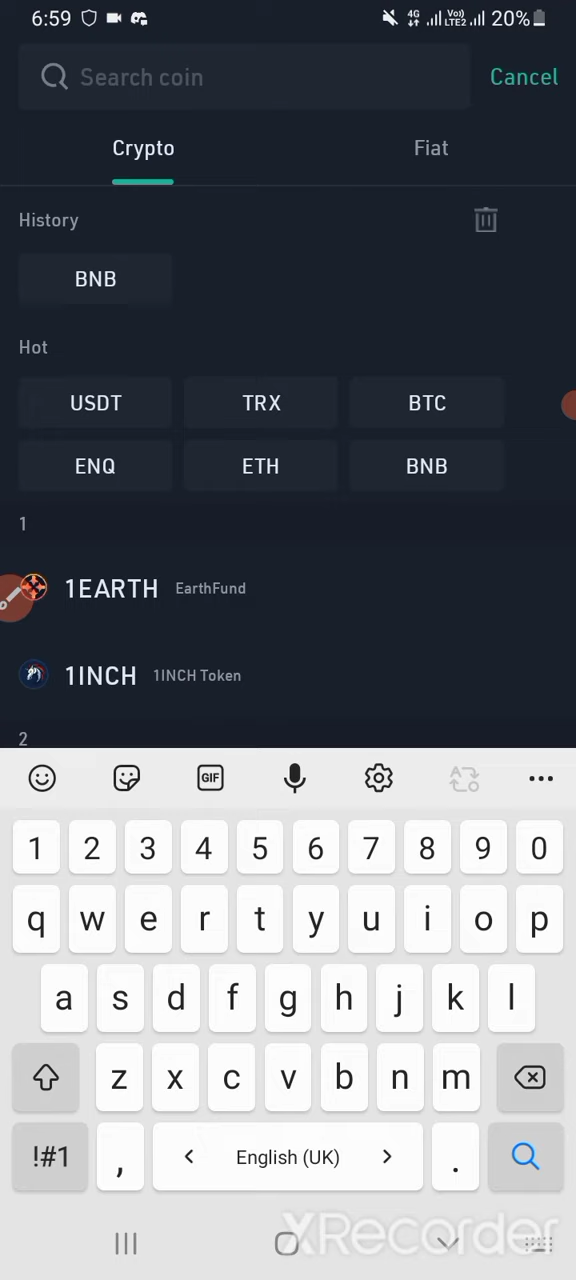 6:59 4G Vo) LTE2 20%
Search coin Cancel
Crypto Fiat
History
BNB
Hot
USDT TRX BTC
ENQ ETH BNB
1
1EARTH EarthFund
1INCH 1INCH Token
2
GIF
1 2 3 4 5 6 7 8 9 0
q w e r t y u i o p
a s d f g h j k l
z x c v b n m
!#1 , < English (UK) > .
XRecorder